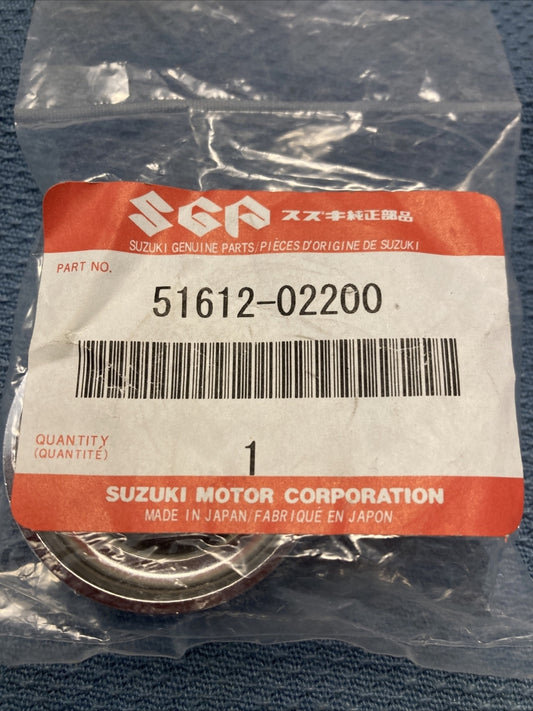 SGP スズキ純正部品
SUZUKI GENUINE PARTS/PIÈCES D'ORIGINE DE SUZUKI
PART NO.
51612-02200
QUANTITY
(QUANTITÉ)
1
SUZUKI MOTOR CORPORATION
MADE IN JAPAN/FABRIQUÉ EN JAPON